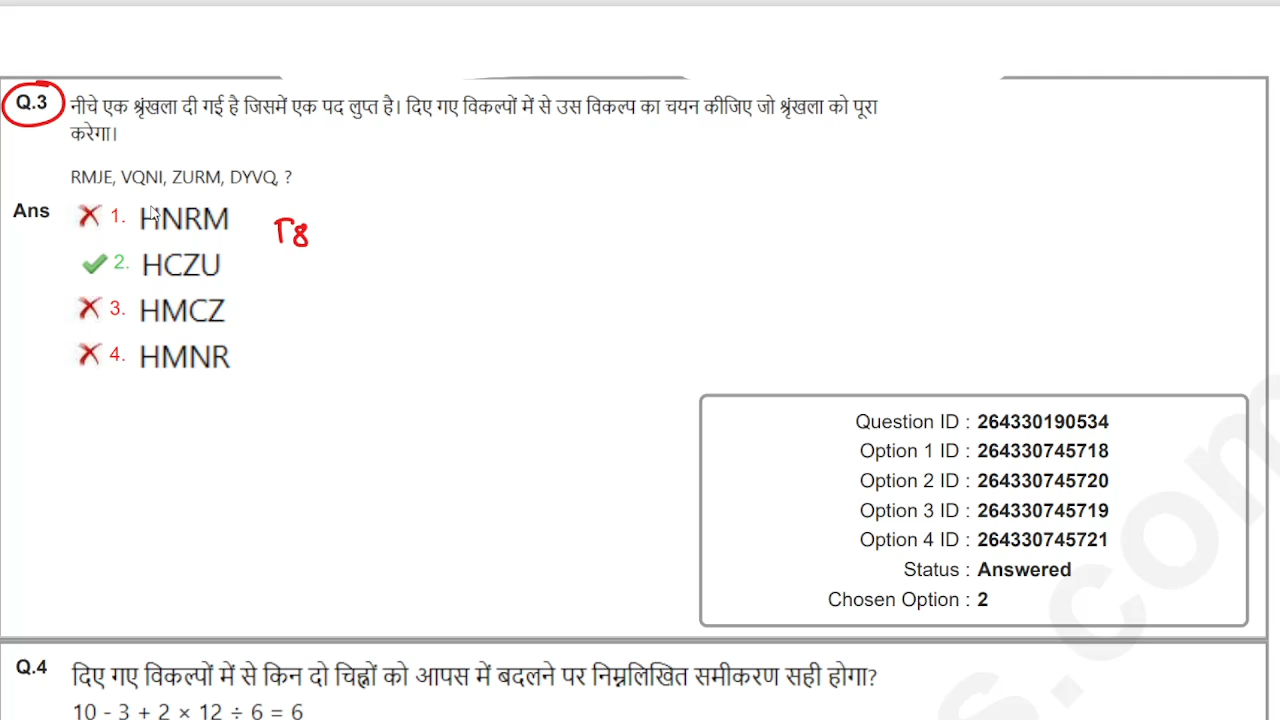 Q.3 नीचे एक श्रृंखला दी गई है जिसमें एक पद लुप्त है। दिए गए विकल्पों में से उस विकल्प का चयन कीजिए जो श्रृंखला को पूरा
करेगा।
RMJE, VQNI, ZURM, DYVQ, ?
Ans 1. HNRM
T8
2. HCZU
3. HMCZ
4. HMNR
Question ID : 264330190534
Option 1 ID : 264330745718
Option 2 ID : 264330745720
Option 3 ID : 264330745719
Option 4 ID : 264330745721
Status : Answered
Chosen Option : 2
Q.4 दिए गए विकल्पों में से किन दो चिह्नों को आपस में बदलने पर निम्नलिखित समीकरण सही होगा?
10 - 3 + 2 × 12 ÷ 6 = 6
s.com